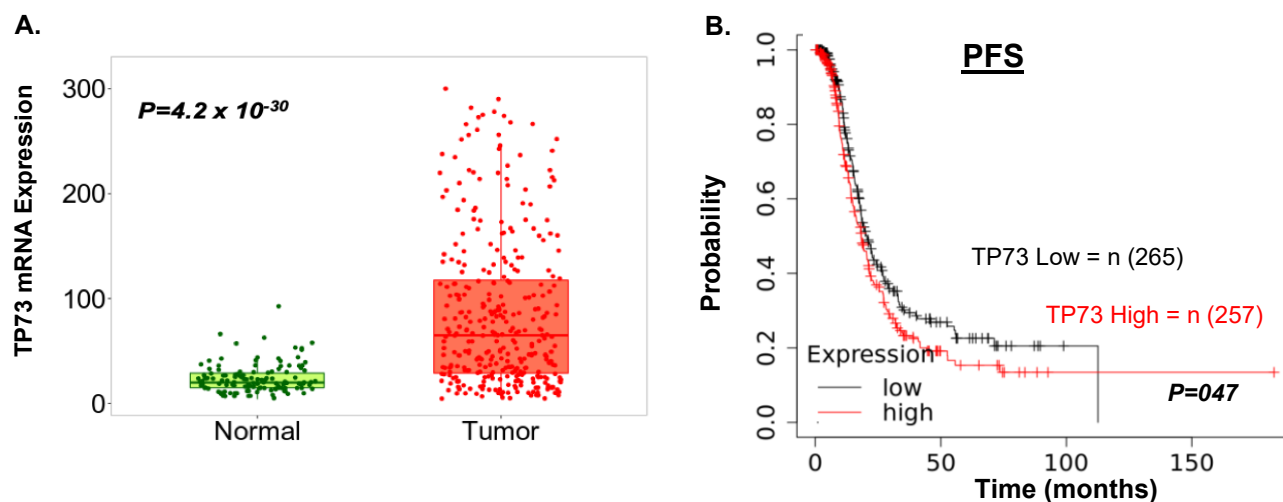 A.
P=4.2 x 10-30
TP73 mRNA Expression
300
200
100
0
Normal
Tumor
B.
PFS
Probability
1.0
0.8
0.6
0.4
0.2
0.0
TP73 Low = n (265)
TP73 High = n (257)
Expression
low
high
P=047
0
50
100
150
Time (months)